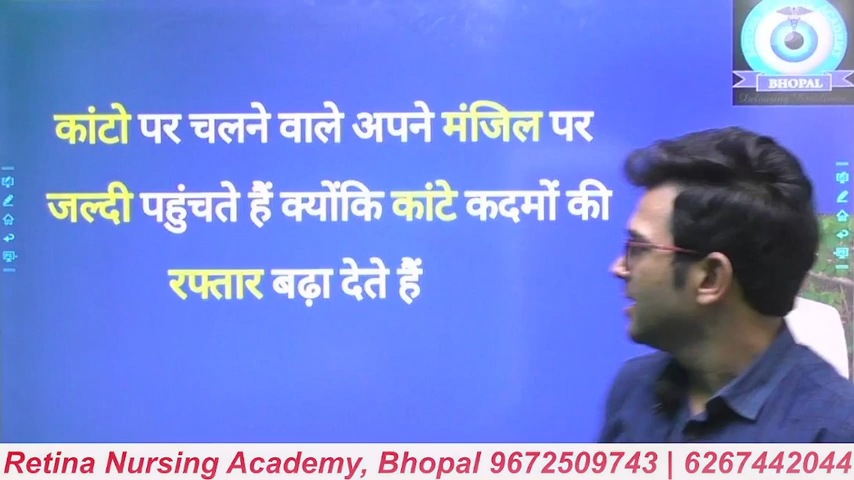 BHOPAL
कांटो पर चलने वाले अपने मंजिल पर
जल्दी पहुंचते हैं क्योंकि कांटे कदमों की
रफ्तार बढ़ा देते हैं
Retina Nursing Academy, Bhopal 9672509743 | 6267442044